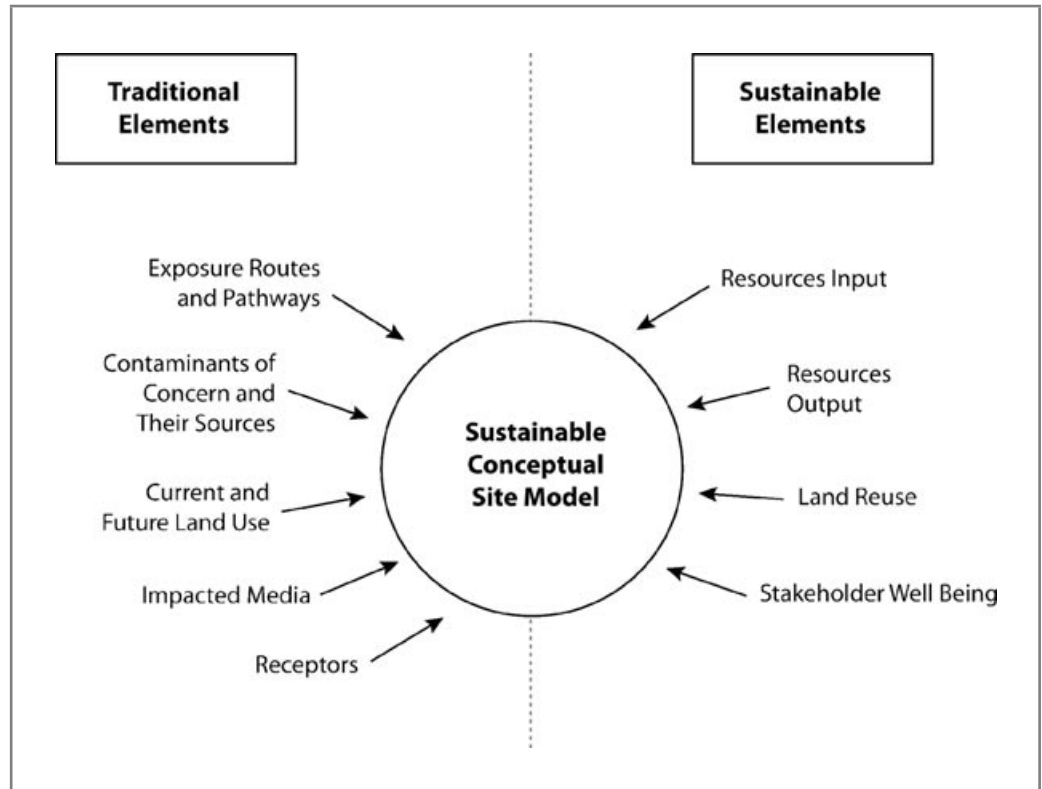 Traditional
Elements
Sustainable
Elements
Exposure Routes
and Pathways
Contaminants of
Concern and
Their Sources
Current and
Future Land Use
Impacted Media
Receptors
Sustainable
Conceptual
Site Model
Resources Input
Resources
Output
Land Reuse
Stakeholder Well Being